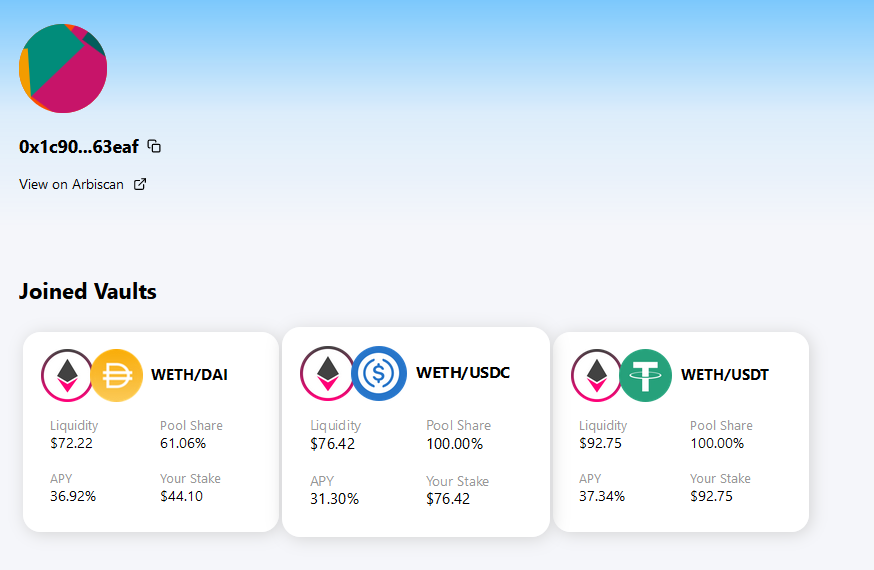 0x1c90...63eaf
View on Arbiscan
Joined Vaults
WETH/DAI
Liquidity Pool Share
$72.22 61.06%
APY Your Stake
36.92% $44.10
WETH/USDC
Liquidity Pool Share
$76.42 100.00%
APY Your Stake
31.30% $76.42
WETH/USDT
Liquidity Pool Share
$92.75 100.00%
APY Your Stake
37.34% $92.75